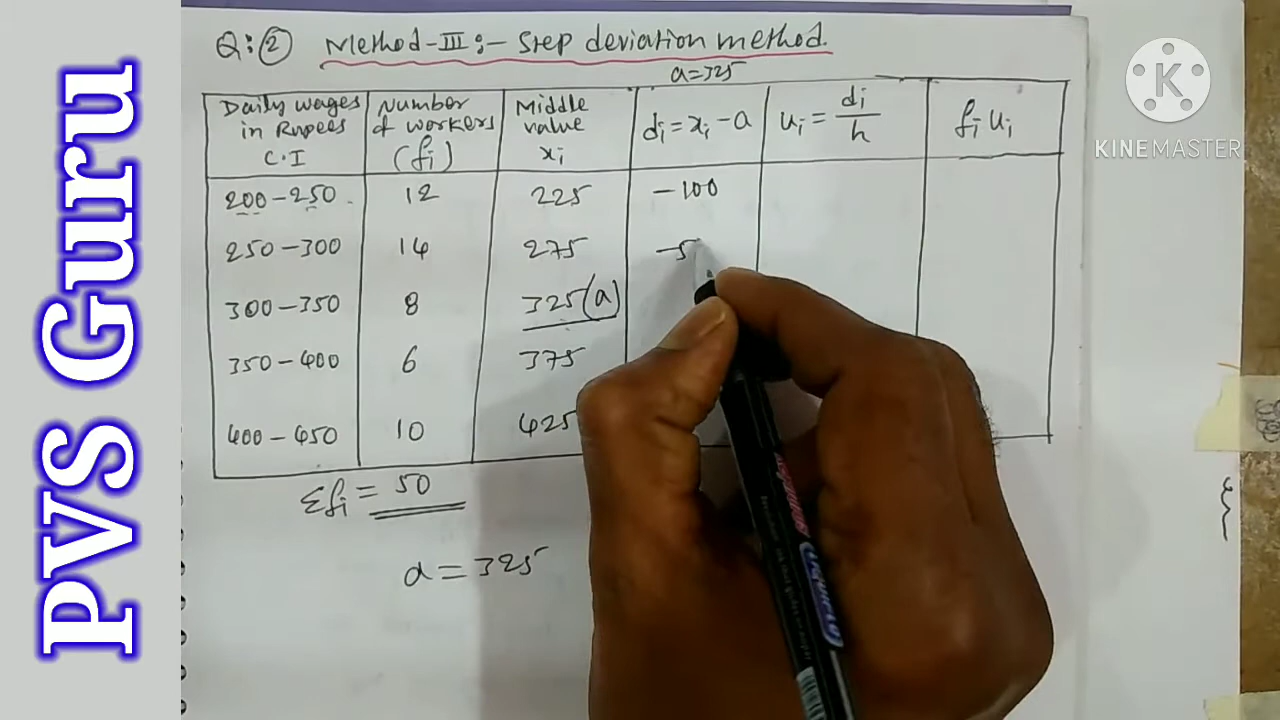 PVS Guru
Q: ② Method-III :- Step deviation method.
a=325
Daily wages in Rupees C.I
Number of workers (fi)
Middle value xi
di = xi - a
ui = di/h
fi ui
200-250 12 225 -100
250-300 14 275 -5
300-350 8 325(a)
350-400 6 375
400-450 10 425
Σfi = 50
a = 325
K
KINEMASTER